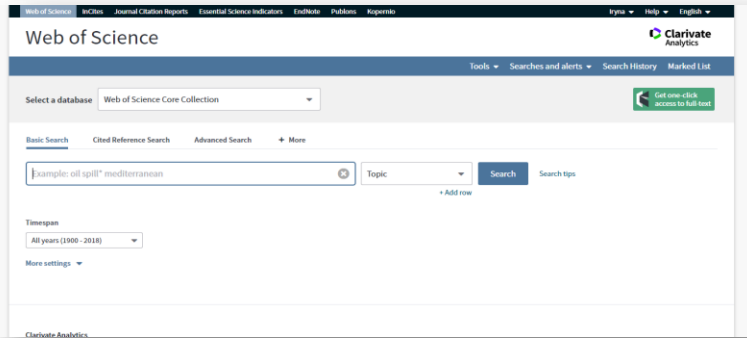 Web of Science InCites Journal Citation Reports Essential Science Indicators EndNote Publons Kopernio Iryna Help English
Web of Science
Clarivate
Analytics
Tools Searches and alerts Search History Marked List
Select a database Web of Science Core Collection
Get one-click
access to full text
Basic Search Cited Reference Search Advanced Search + More
Example: oil spill* mediterranean Topic Search Search tips
+ Add row
Timespan
All years (1900 - 2018)
More settings
Clarivate Analytics